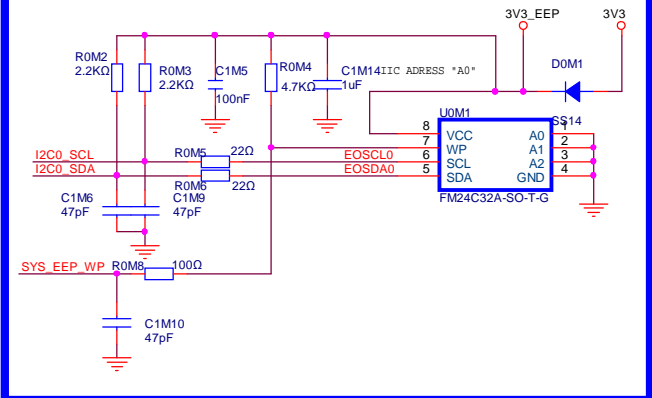 3V3_EEP 3V3
R0M2
2.2KΩ
R0M3
2.2KΩ
C1M5
100nF
R0M4
4.7KΩ
C1M14
1uF
IIC ADRESS "A0"
D0M1
SS14
U0M1
8 VCC A0 1
7 WP A1 2
6 SCL A2 3
5 SDA GND 4
FM24C32A-SO-T-G
I2C0_SCL R0M5 22Ω EOSCL0
I2C0_SDA R0M6 22Ω EOSDA0
C1M6
47pF
C1M9
47pF
SYS_EEP_WP R0M8 100Ω
C1M10
47pF